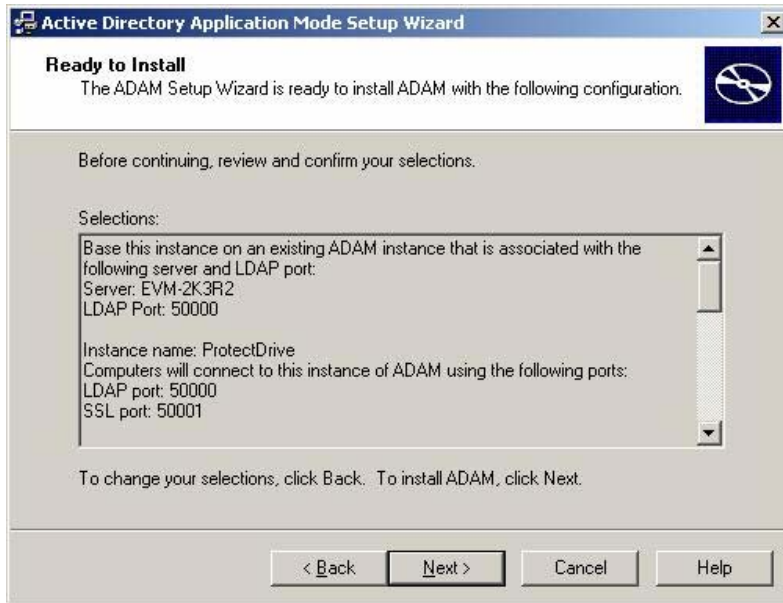 Active Directory Application Mode Setup Wizard
Ready to Install
The ADAM Setup Wizard is ready to install ADAM with the following configuration.
Before continuing, review and confirm your selections.
Selections:
Base this instance on an existing ADAM instance that is associated with the
following server and LDAP port:
Server: EVM-2K3R2
LDAP Port: 50000
Instance name: ProtectDrive
Computers will connect to this instance of ADAM using the following ports:
LDAP port: 50000
SSL port: 50001
To change your selections, click Back. To install ADAM, click Next.
< Back
Next >
Cancel
Help